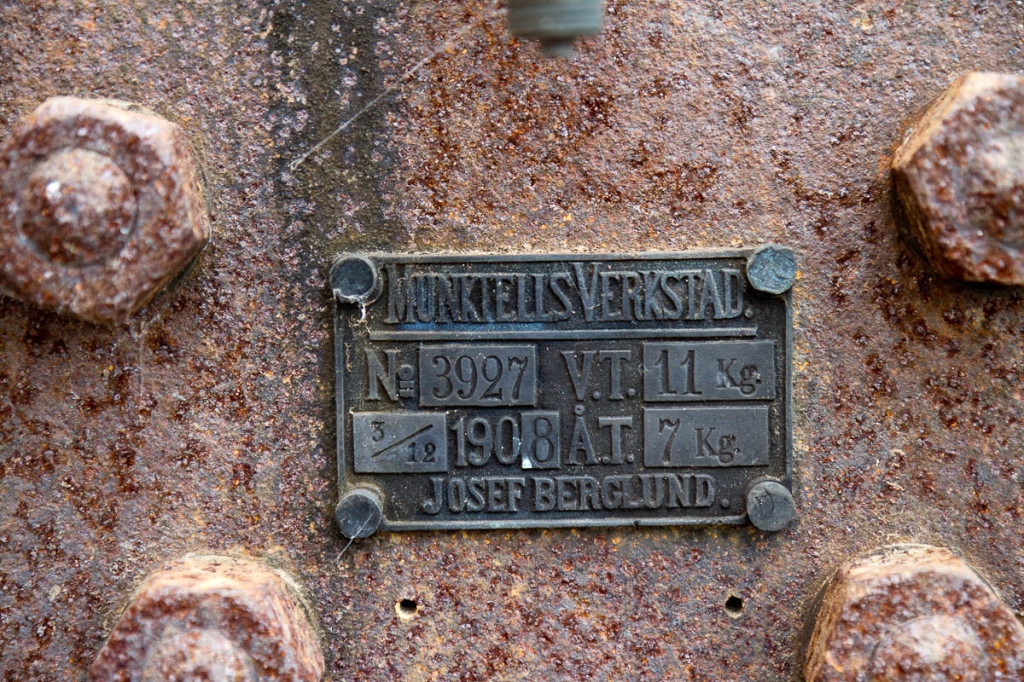 MUNKTELLS VERKSTAD.
No 3927 V.T. 11 Kg.
3/12 1908 Å.T. 7 Kg.
JOSEF BERGLUND.